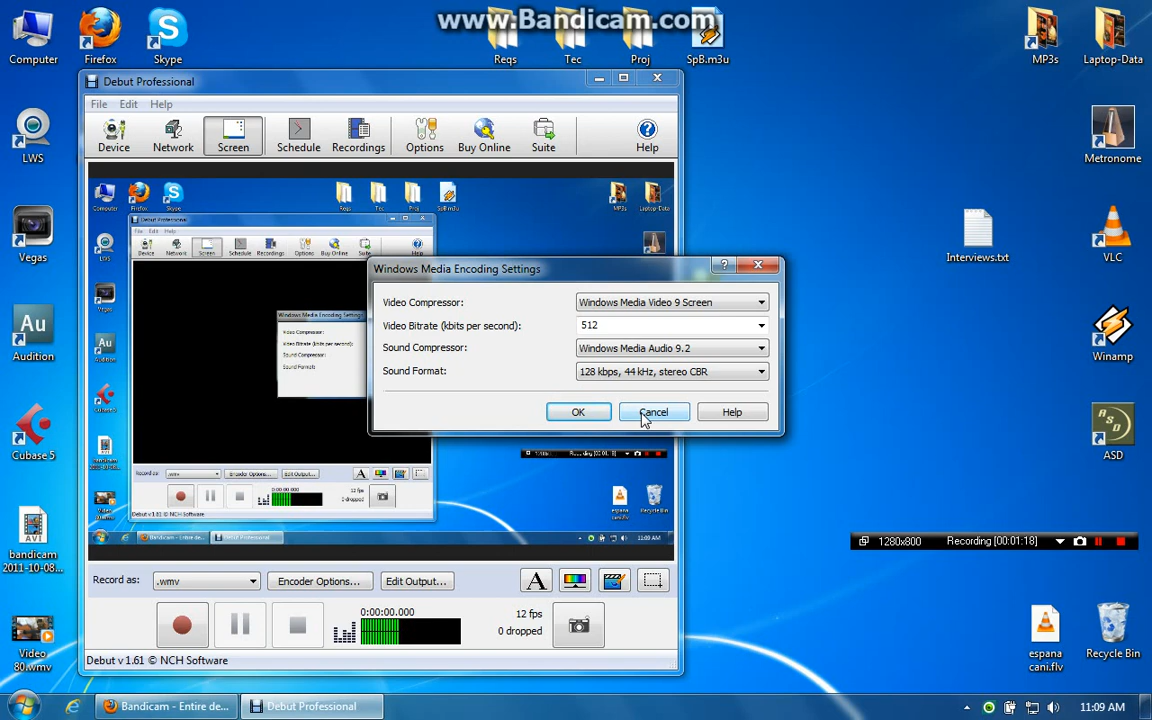 www.Bandicam.com
Computer
Firefox
Skype
Reqs
Tec
Proj
SpB.m3u
MP3s
Laptop-Data
Debut Professional
File Edit Help
Device
Network
Screen
Schedule
Recordings
Options
Buy Online
Suite
Help
LWS
Vegas
Audition
Cubase 5
bandicam
2011-10-08...
Video
80.wmv
Metronome
Interviews.txt
VLC
Winamp
ASD
espana
cani.flv
Recycle Bin
Windows Media Encoding Settings
Video Compressor: Windows Media Video 9 Screen
Video Bitrate (kbits per second): 512
Sound Compressor: Windows Media Audio 9.2
Sound Format: 128 kbps, 44 kHz, stereo CBR
OK Cancel Help
1280x800 Recording [00:01:18]
Record as: .wmv Encoder Options... Edit Output...
A
0:00:00.000
12 fps
0 dropped
Debut v 1.61 © NCH Software
Bandicam - Entire de...
Debut Professional
11:09 AM